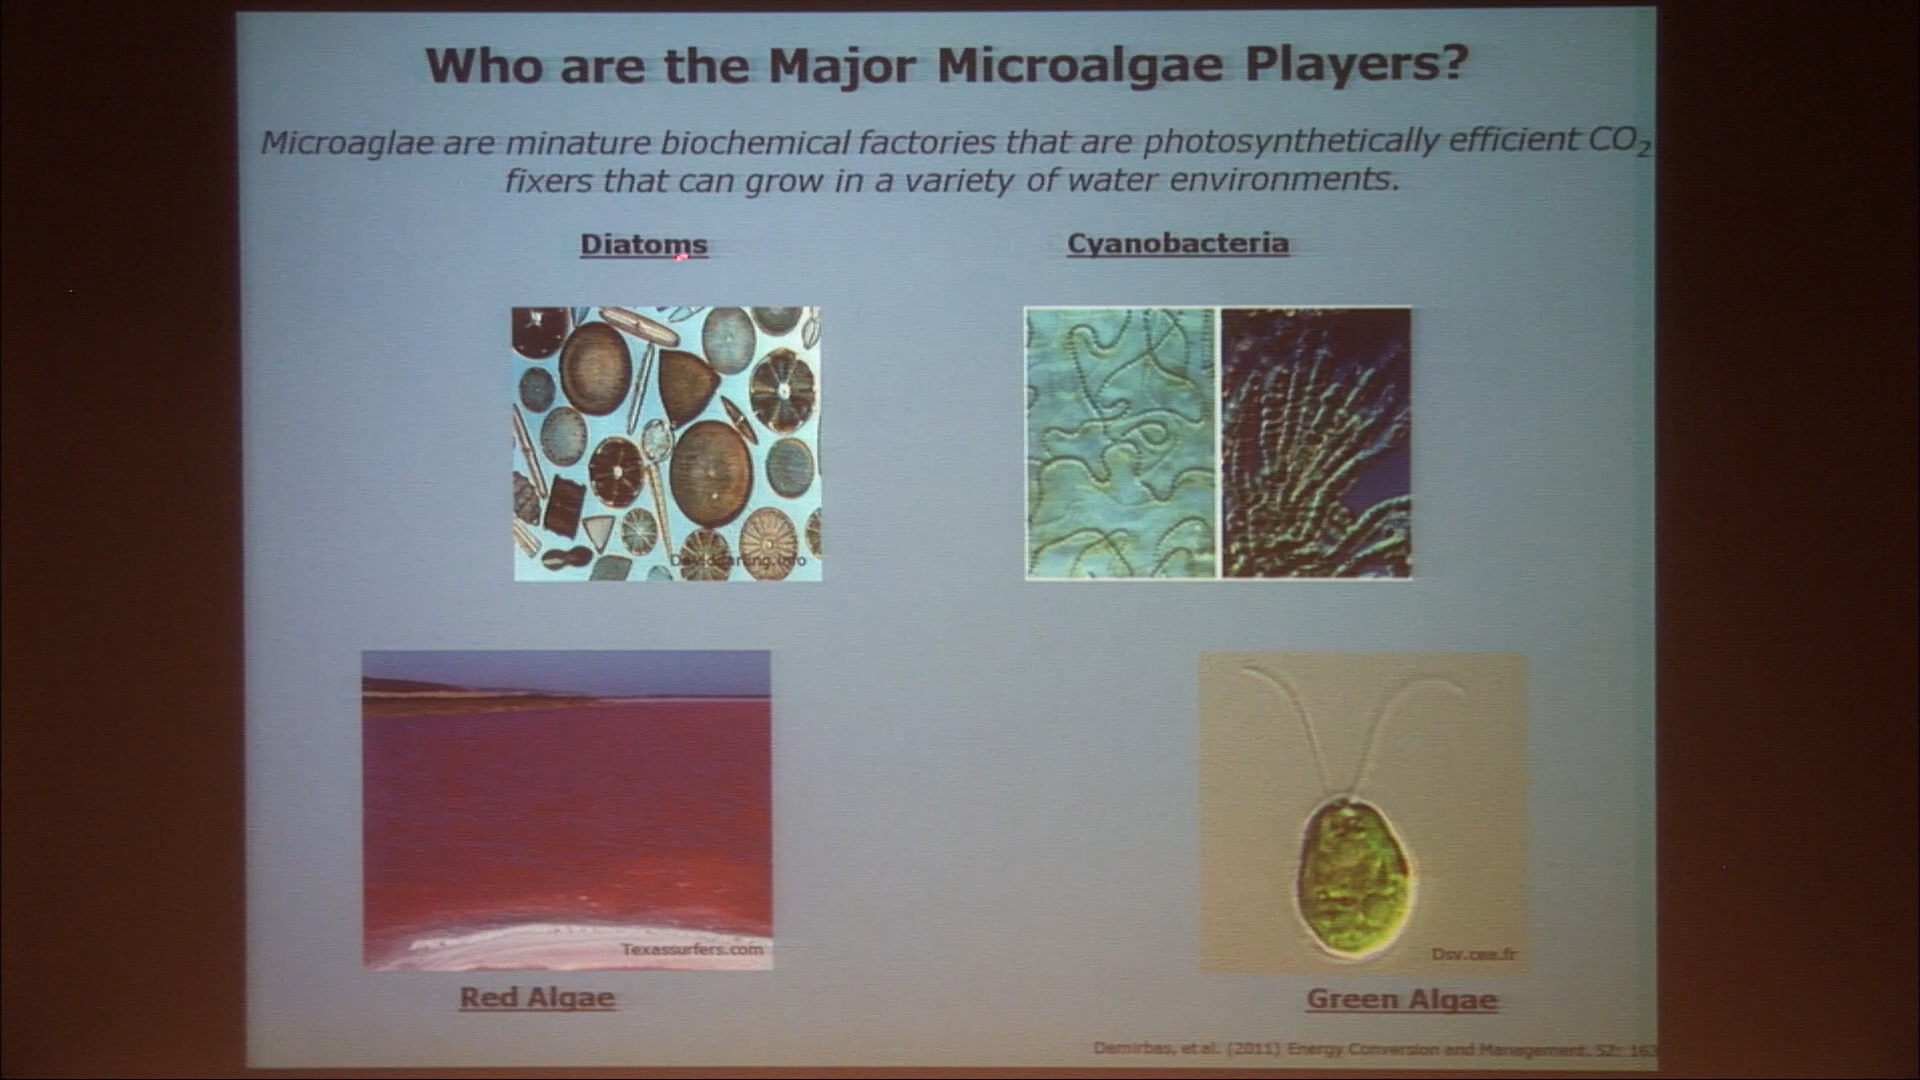 Who are the Major Microalgae Players?
Microaglae are minature biochemical factories that are photosynthetically efficient CO2
fixers that can grow in a variety of water environments.
Diatoms
Cyanobacteria
Texassurfers.com
Dsv.cea.fr
Red Algae
Green Algae
Demirbas, et al. (2011) Energy Conversion and Management. 52: